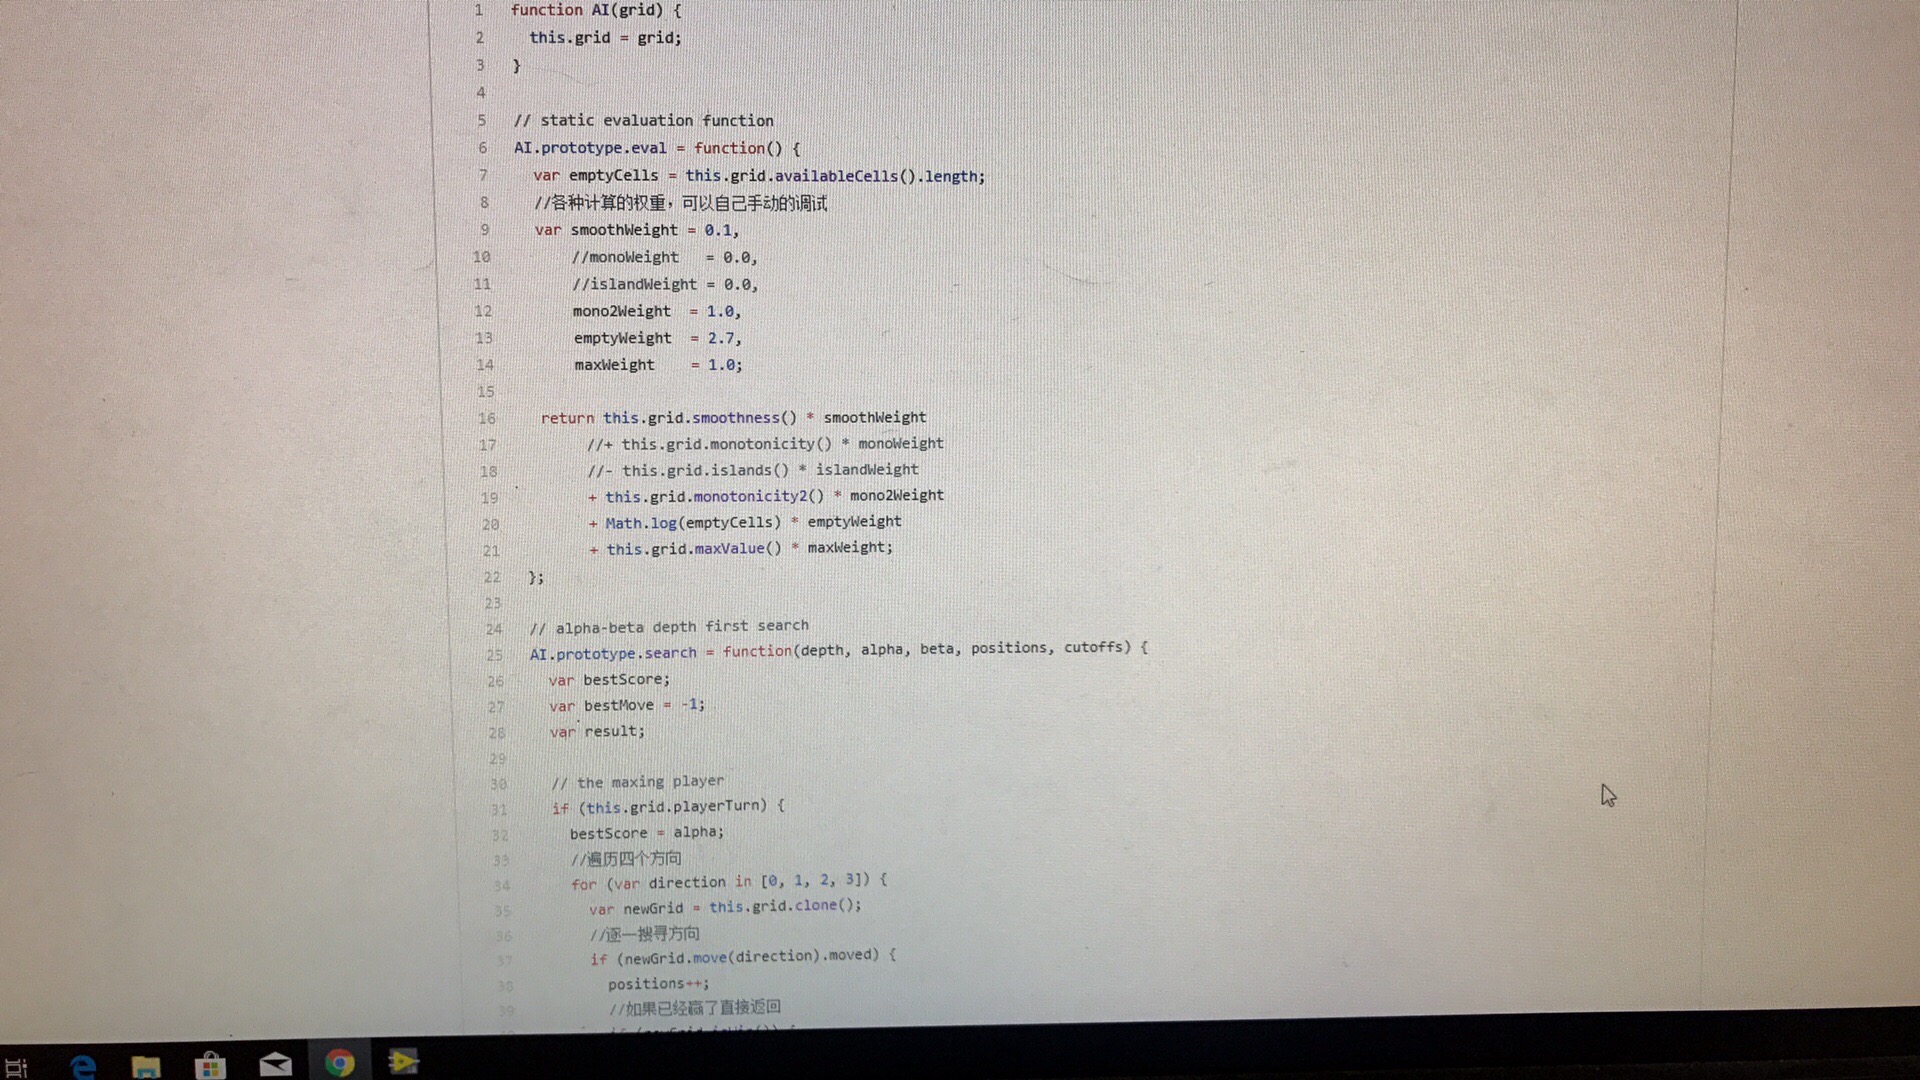 1 function AI(grid) {
2 this.grid = grid;
3 }
4
5 // static evaluation function
6 AI.prototype.eval = function() {
7 var emptyCells = this.grid.availableCells().length;
8 //各种计算的权重，可以自己手动的调试
9 var smoothWeight = 0.1,
10 //monoWeight = 0.0,
11 //islandWeight = 0.0,
12 mono2Weight = 1.0,
13 emptyWeight = 2.7,
14 maxWeight = 1.0;
15
16 return this.grid.smoothness() * smoothWeight
17 //+ this.grid.monotonicity() * monoWeight
18 //- this.grid.islands() * islandWeight
19 + this.grid.monotonicity2() * mono2Weight
20 + Math.log(emptyCells) * emptyWeight
21 + this.grid.maxValue() * maxWeight;
22 };
23
24 // alpha-beta depth first search
25 AI.prototype.search = function(depth, alpha, beta, positions, cutoffs) {
26 var bestScore;
27 var bestMove = -1;
28 var result;
29
30 // the maxing player
31 if (this.grid.playerTurn) {
32 bestScore = alpha;
33 //遍历四个方向
34 for (var direction in [0, 1, 2, 3]) {
35 var newGrid = this.grid.clone();
36 //逐一搜寻方向
37 if (newGrid.move(direction).moved) {
38 positions++;
39 //如果已经赢了直接返回